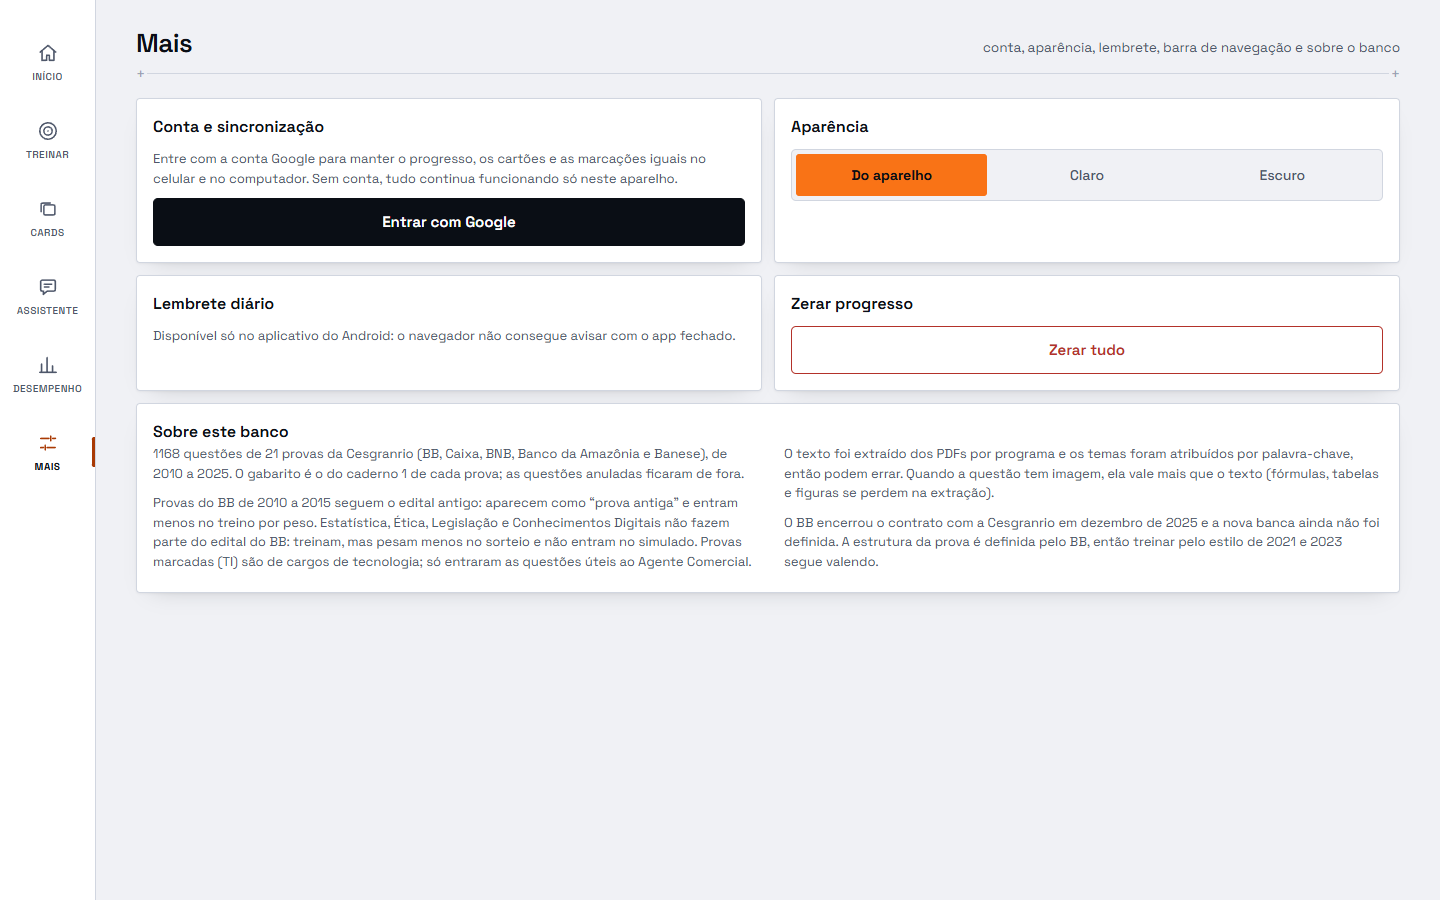 INÍCIO
TREINAR
CARDS
ASSISTENTE
DESEMPENHO
MAIS
Mais
conta, aparência, lembrete, barra de navegação e sobre o banco
Conta e sincronização
Entre com a conta Google para manter o progresso, os cartões e as marcações iguais no
celular e no computador. Sem conta, tudo continua funcionando só neste aparelho.
Entrar com Google
Aparência
Do aparelho
Claro
Escuro
Lembrete diário
Disponível só no aplicativo do Android: o navegador não consegue avisar com o app fechado.
Zerar progresso
Zerar tudo
Sobre este banco
1168 questões de 21 provas da Cesgranrio (BB, Caixa, BNB, Banco da Amazônia e Banese), de
2010 a 2025. O gabarito é o do caderno 1 de cada prova; as questões anuladas ficaram de fora.
Provas do BB de 2010 a 2015 seguem o edital antigo: aparecem como “prova antiga” e entram
menos no treino por peso. Estatística, Ética, Legislação e Conhecimentos Digitais não fazem
parte do edital do BB: treinam, mas pesam menos no sorteio e não entram no simulado. Provas
marcadas (TI) são de cargos de tecnologia; só entraram as questões úteis ao Agente Comercial.
O texto foi extraído dos PDFs por programa e os temas foram atribuídos por palavra-chave,
então podem errar. Quando a questão tem imagem, ela vale mais que o texto (fórmulas, tabelas
e figuras se perdem na extração).
O BB encerrou o contrato com a Cesgranrio em dezembro de 2025 e a nova banca ainda não foi
definida. A estrutura da prova é definida pelo BB, então treinar pelo estilo de 2021 e 2023
segue valendo.